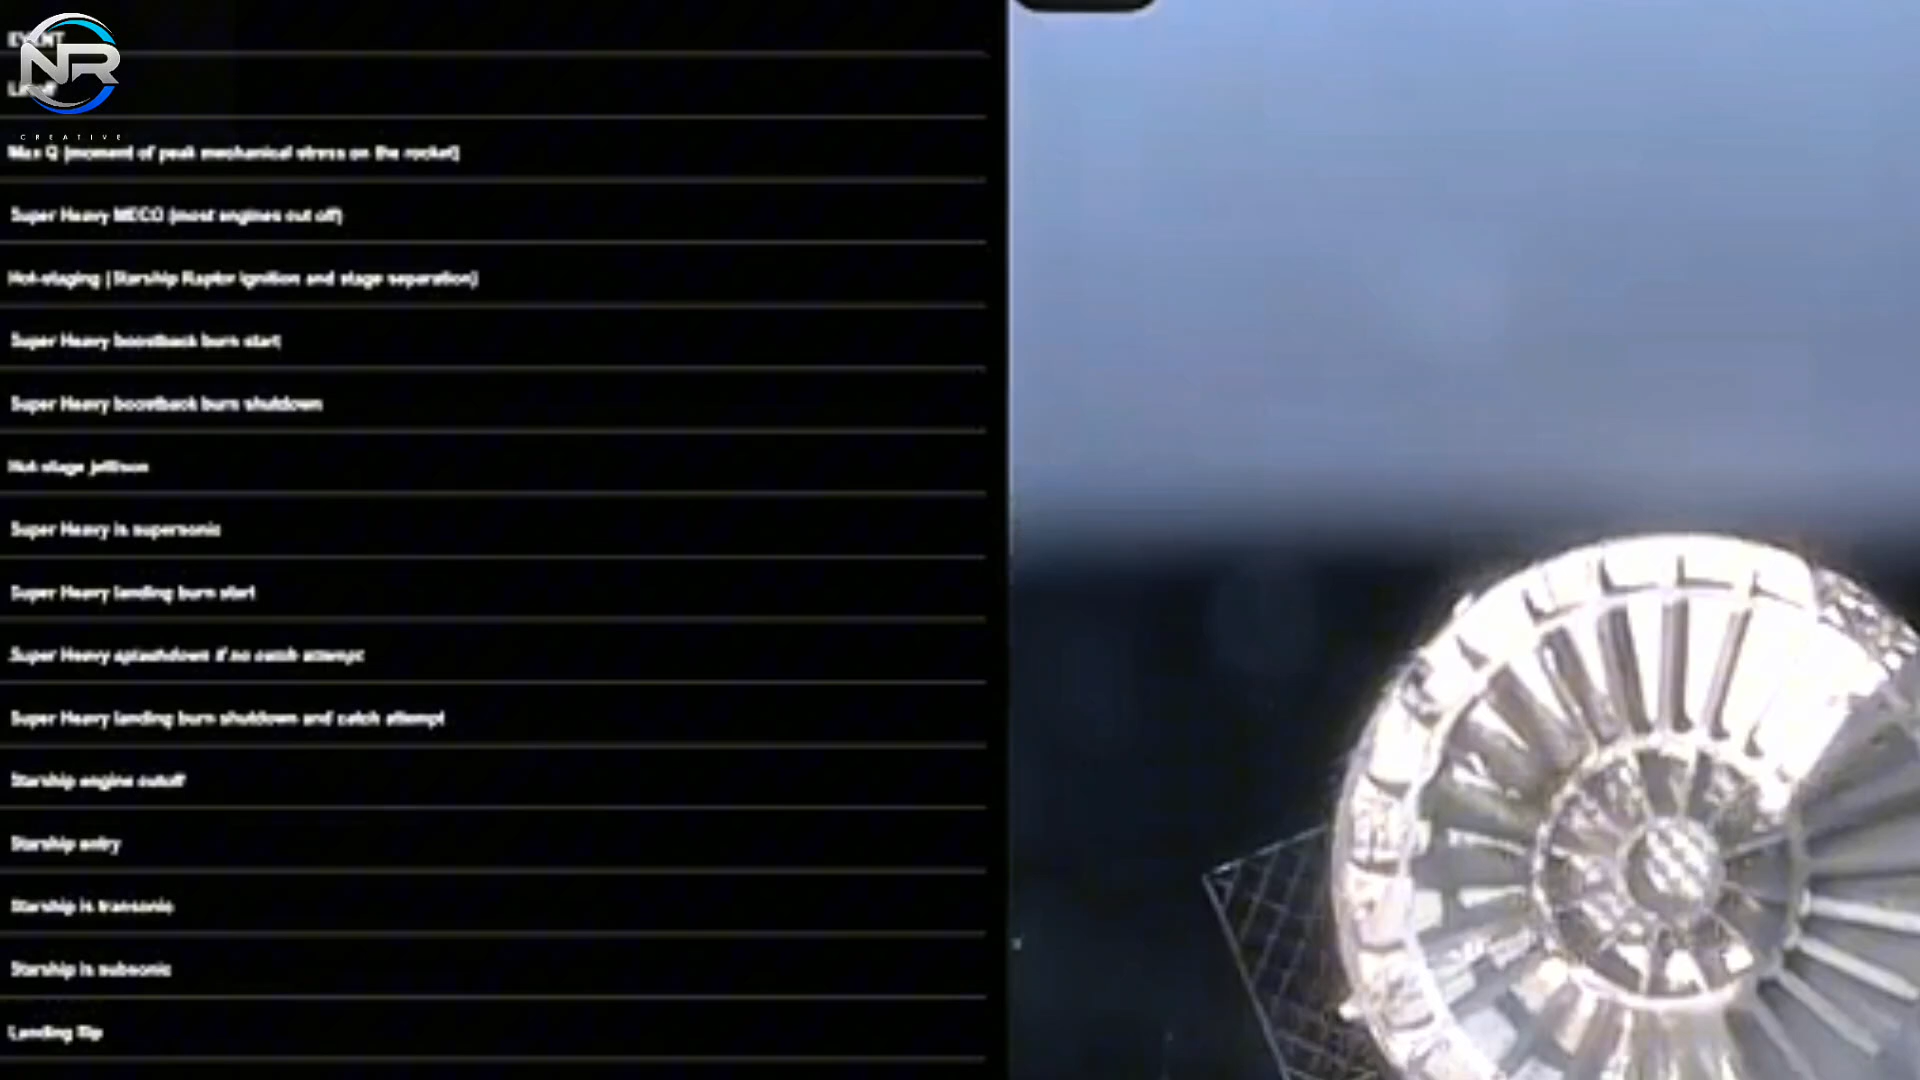 EVENT
NR
CREATIVE
Max Q (moment of peak mechanical stress on the rocket)
Super Heavy MECO (most engines cut off)
Hot-staging (Starship Raptor ignition and stage separation)
Super Heavy boostback burn start
Super Heavy boostback burn shutdown
Hot-stage jettison
Super Heavy is supersonic
Super Heavy landing burn start
Super Heavy splashdown if no catch attempt
Super Heavy landing burn shutdown and catch attempt
Starship engine cutoff
Starship entry
Starship is transonic
Starship is subsonic
Landing flip